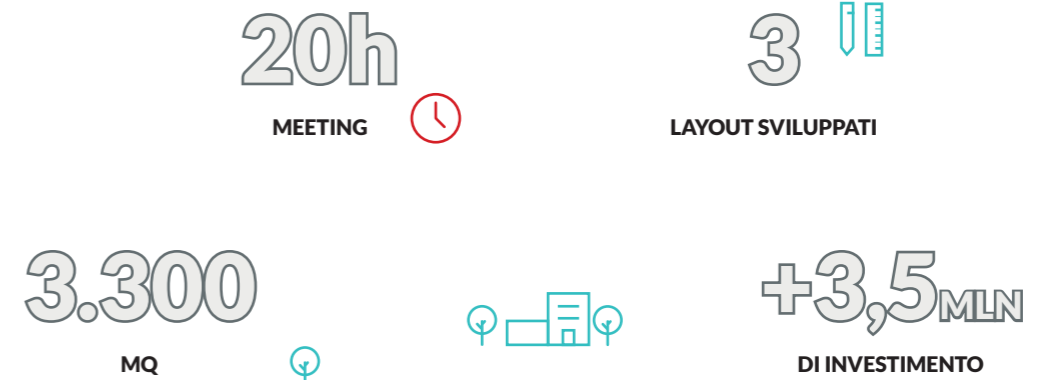 20h
MEETING
3
LAYOUT SVILUPPATI
3.300
MQ
+3,5MLN
DI INVESTIMENTO